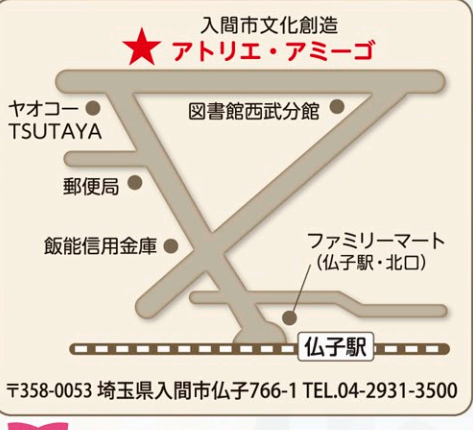 入間市文化創造
★アトリエ・アミーゴ
ヤオコー
TSUTAYA
図書館西武分館
郵便局
飯能信用金庫
ファミリーマート
（仏子駅・北口）
仏子駅
〒358-0053 埼玉県入間市仏子766-1 TEL.04-2931-3500